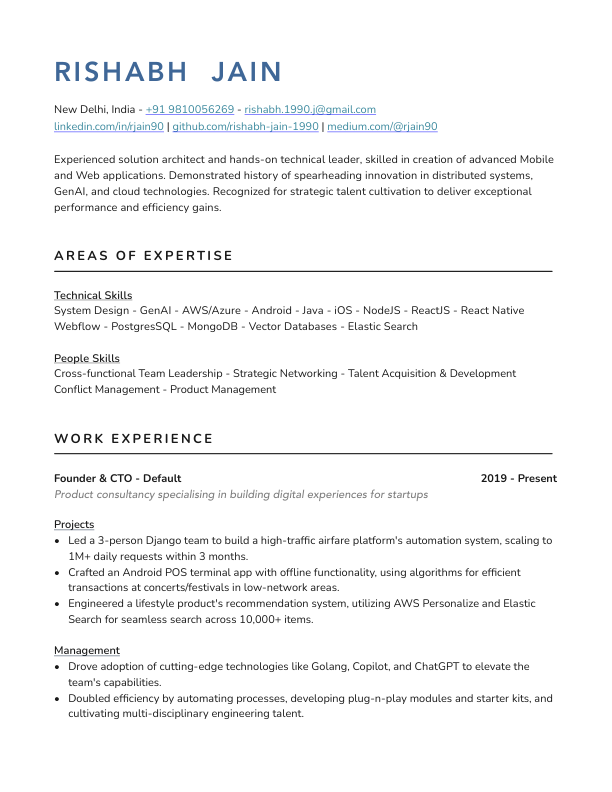 RISHABH JAIN
New Delhi, India - +91 9810056269 - rishabh.1990.j@gmail.com
linkedin.com/in/rjain90 | github.com/rishabh-jain-1990 | medium.com/@rjain90
Experienced solution architect and hands-on technical leader, skilled in creation of advanced Mobile
and Web applications. Demonstrated history of spearheading innovation in distributed systems,
GenAI, and cloud technologies. Recognized for strategic talent cultivation to deliver exceptional
performance and efficiency gains.
AREAS OF EXPERTISE
Technical Skills
System Design - GenAI - AWS/Azure - Android - Java - iOS - NodeJS - ReactJS - React Native
Webflow - PostgresSQL - MongoDB - Vector Databases - Elastic Search
People Skills
Cross-functional Team Leadership - Strategic Networking - Talent Acquisition & Development
Conflict Management - Product Management
WORK EXPERIENCE
Founder & CTO - Default 2019 - Present
Product consultancy specialising in building digital experiences for startups
Projects
• Led a 3-person Django team to build a high-traffic airfare platform's automation system, scaling to
1M+ daily requests within 3 months.
• Crafted an Android POS terminal app with offline functionality, using algorithms for efficient
transactions at concerts/festivals in low-network areas.
• Engineered a lifestyle product's recommendation system, utilizing AWS Personalize and Elastic
Search for seamless search across 10,000+ items.
Management
• Drove adoption of cutting-edge technologies like Golang, Copilot, and ChatGPT to elevate the
team's capabilities.
• Doubled efficiency by automating processes, developing plug-n-play modules and starter kits, and
cultivating multi-disciplinary engineering talent.